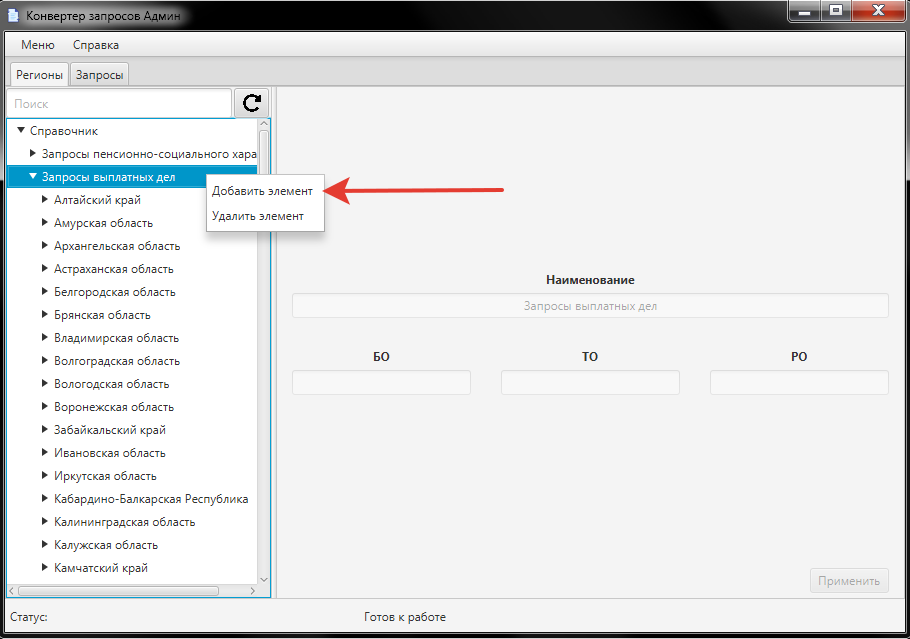 Конвертер запросов Админ
Меню Справка
Регионы Запросы
Поиск
Справочник
Запросы пенсионно-социального хара
Запросы выплатных дел
Добавить элемент
Удалить элемент
Алтайский край
Амурская область
Архангельская область
Астраханская область
Белгородская область
Брянская область
Владимирская область
Волгоградская область
Вологодская область
Воронежская область
Забайкальский край
Ивановская область
Иркутская область
Кабардино-Балкарская Республика
Калининградская область
Калужская область
Камчатский край
Наименование
Запросы выплатных дел
БО ТО РО
Применить
Статус: Готов к работе